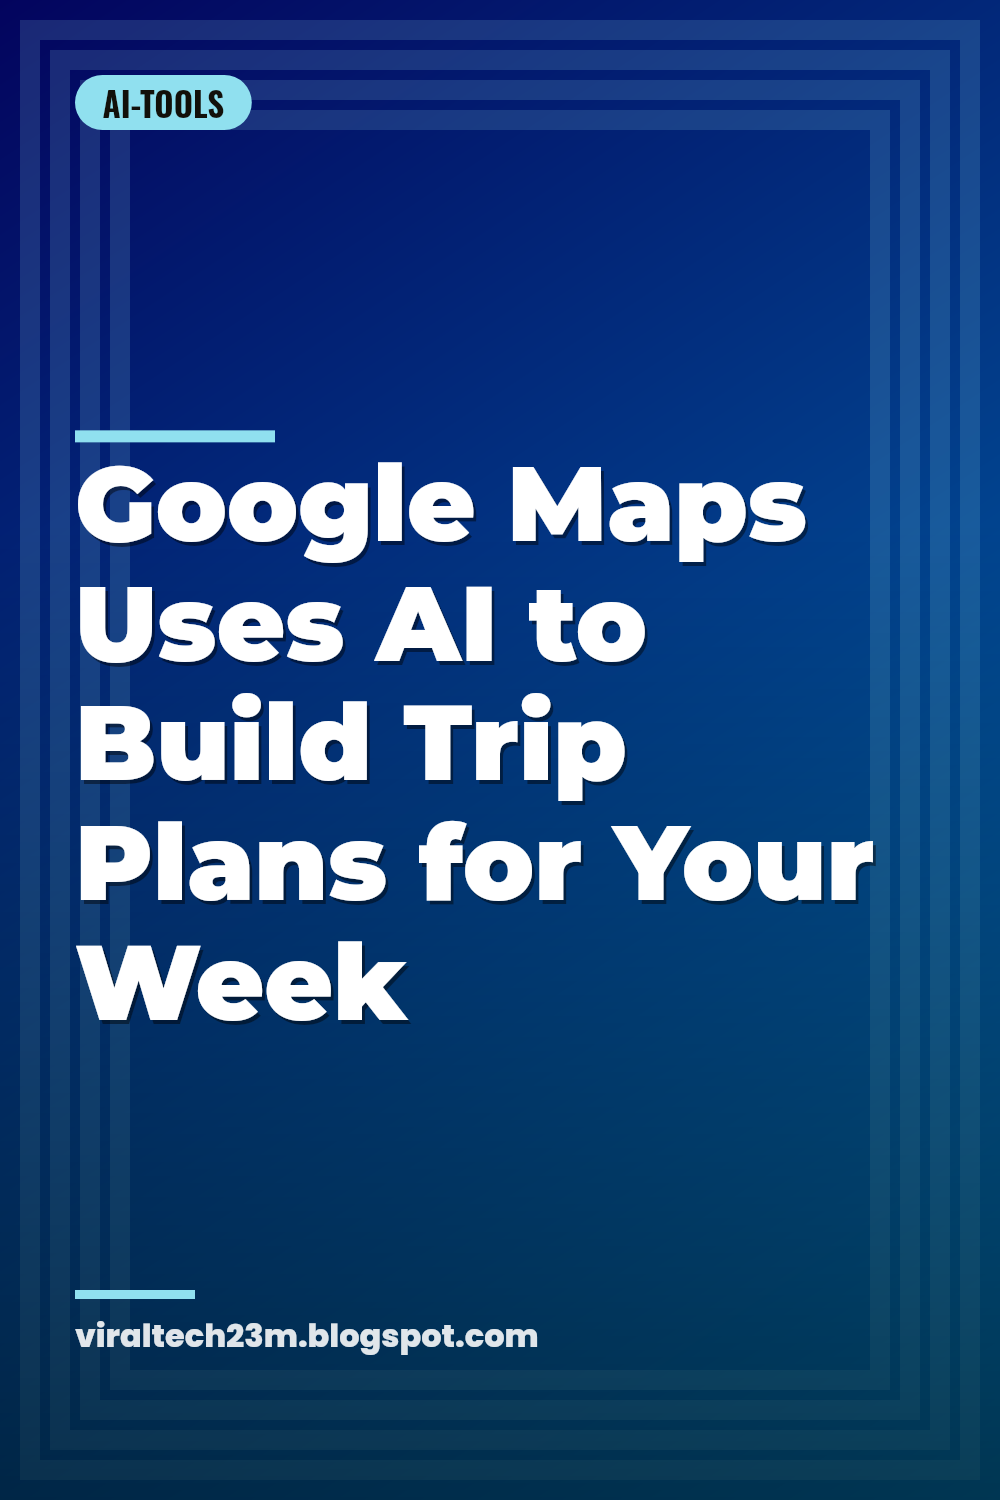 AI-TOOLS
Google Maps
Uses AI to
Build Trip
Plans for Your
Week
viraltech23m.blogspot.com